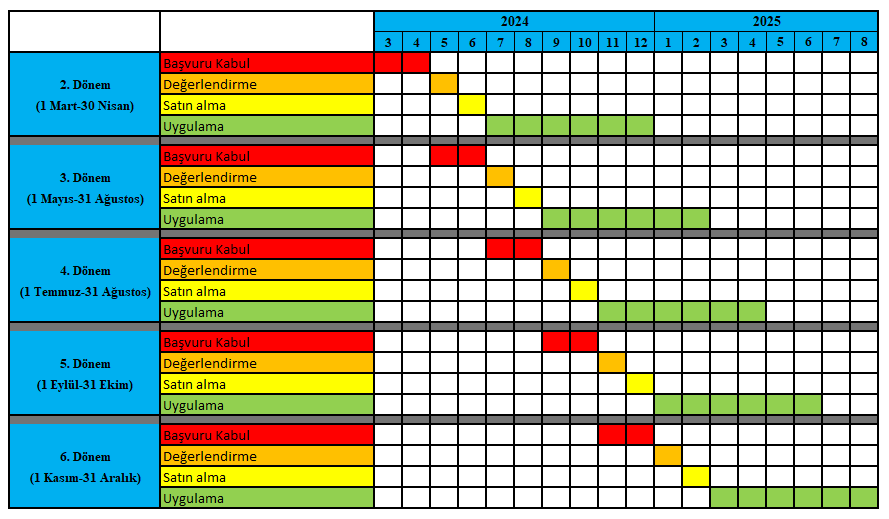 2024 2025
3 4 5 6 7 8 9 10 11 12 1 2 3 4 5 6 7 8
2. Dönem
(1 Mart-30 Nisan)
Başvuru Kabul
Değerlendirme
Satın alma
Uygulama
3. Dönem
(1 Mayıs-31 Ağustos)
Başvuru Kabul
Değerlendirme
Satın alma
Uygulama
4. Dönem
(1 Temmuz-31 Ağustos)
Başvuru Kabul
Değerlendirme
Satın alma
Uygulama
5. Dönem
(1 Eylül-31 Ekim)
Başvuru Kabul
Değerlendirme
Satın alma
Uygulama
6. Dönem
(1 Kasım-31 Aralık)
Başvuru Kabul
Değerlendirme
Satın alma
Uygulama